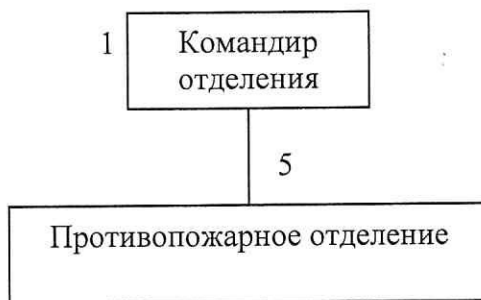 1
Командир
отделения
5
Противопожарное отделение